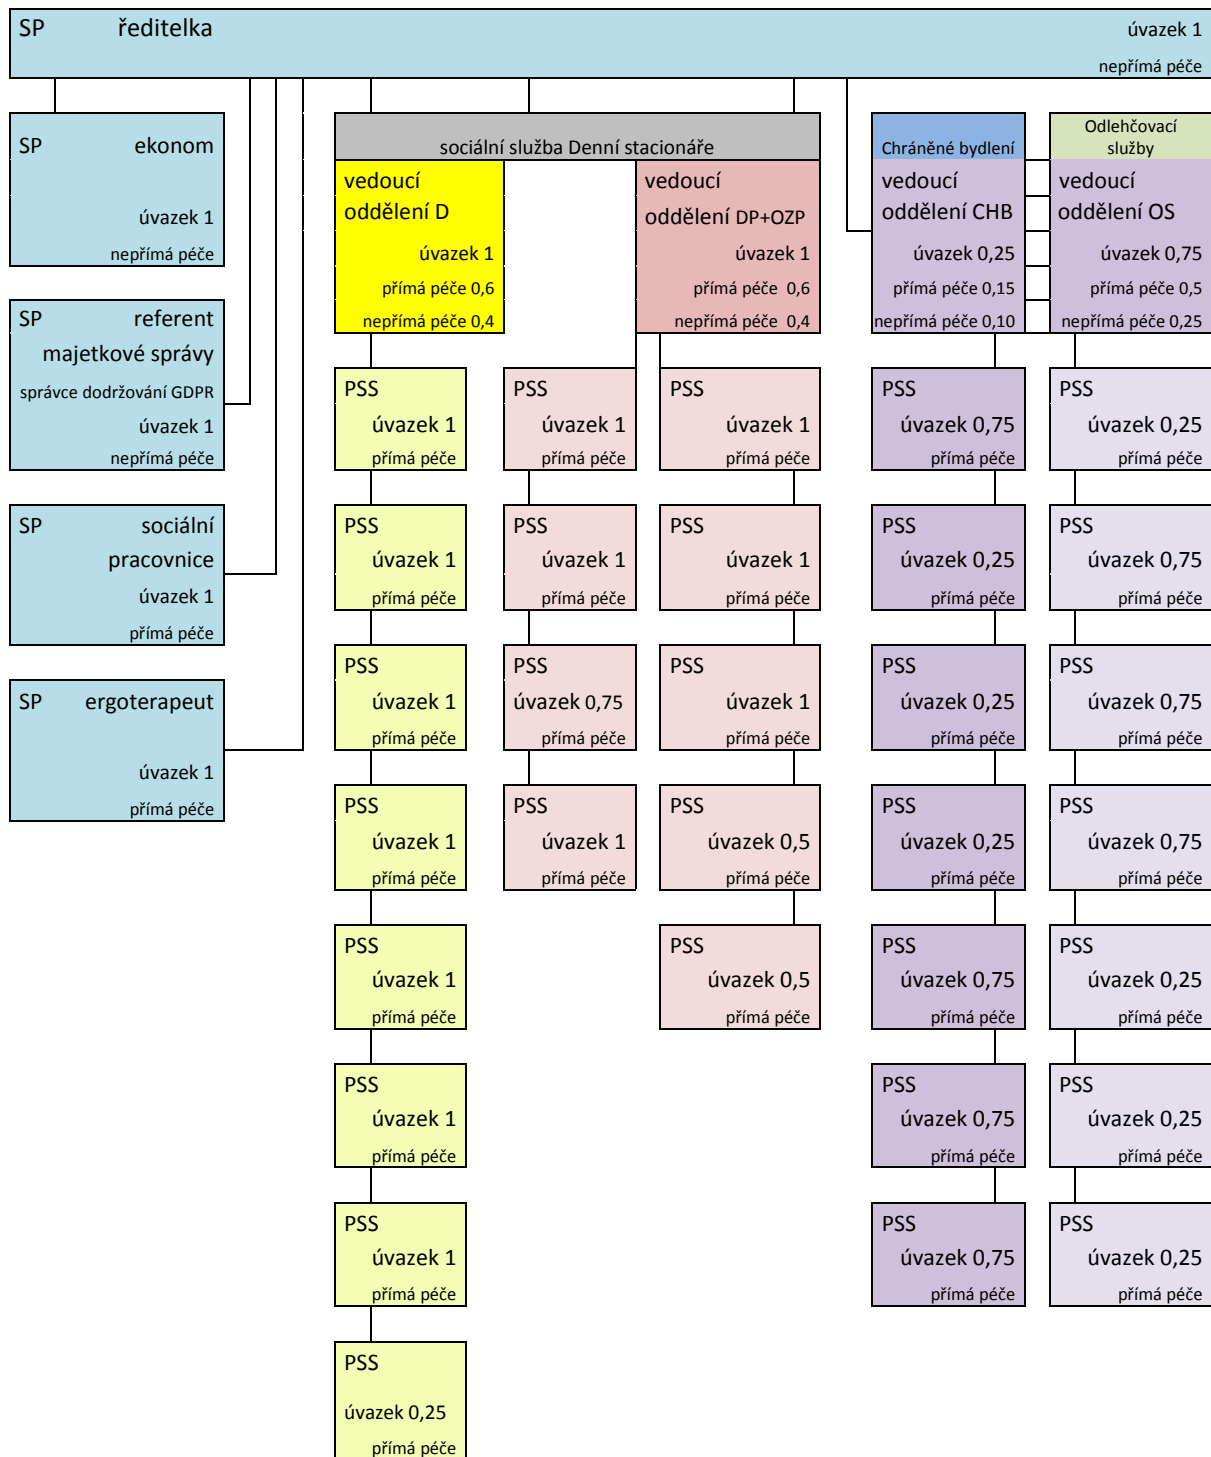 SP ředitelka
úvazek 1
nepřímá péče
SP ekonom
úvazek 1
nepřímá péče
SP referent
majetkové správy
správce dodržování GDPR
úvazek 1
nepřímá péče
SP sociální
pracovnice
úvazek 1
přímá péče
SP ergoterapeut
úvazek 1
přímá péče
sociální služba Denní stacionáře
vedoucí
oddělení D
úvazek 1
přímá péče 0,6
nepřímá péče 0,4
PSS
úvazek 1
přímá péče
PSS
úvazek 1
přímá péče
PSS
úvazek 1
přímá péče
PSS
úvazek 1
přímá péče
PSS
úvazek 1
přímá péče
PSS
úvazek 1
přímá péče
PSS
úvazek 1
přímá péče
PSS
úvazek 0,25
přímá péče
vedoucí
oddělení DP+OZP
úvazek 1
přímá péče 0,6
nepřímá péče 0,4
PSS
úvazek 1
přímá péče
PSS
úvazek 1
přímá péče
PSS
úvazek 0,75
přímá péče
PSS
úvazek 1
přímá péče
PSS
úvazek 1
přímá péče
PSS
úvazek 1
přímá péče
PSS
úvazek 1
přímá péče
PSS
úvazek 0,5
přímá péče
PSS
úvazek 0,5
přímá péče
Chráněné bydlení
vedoucí
oddělení CHB
úvazek 0,25
přímá péče 0,15
nepřímá péče 0,10
PSS
úvazek 0,75
přímá péče
PSS
úvazek 0,25
přímá péče
PSS
úvazek 0,25
přímá péče
PSS
úvazek 0,25
přímá péče
PSS
úvazek 0,75
přímá péče
PSS
úvazek 0,75
přímá péče
PSS
úvazek 0,75
přímá péče
Odlehčovací
služby
vedoucí
oddělení OS
úvazek 0,75
přímá péče 0,5
nepřímá péče 0,25
PSS
úvazek 0,25
přímá péče
PSS
úvazek 0,75
přímá péče
PSS
úvazek 0,75
přímá péče
PSS
úvazek 0,75
přímá péče
PSS
úvazek 0,25
přímá péče
PSS
úvazek 0,25
přímá péče
PSS
úvazek 0,25
přímá péče